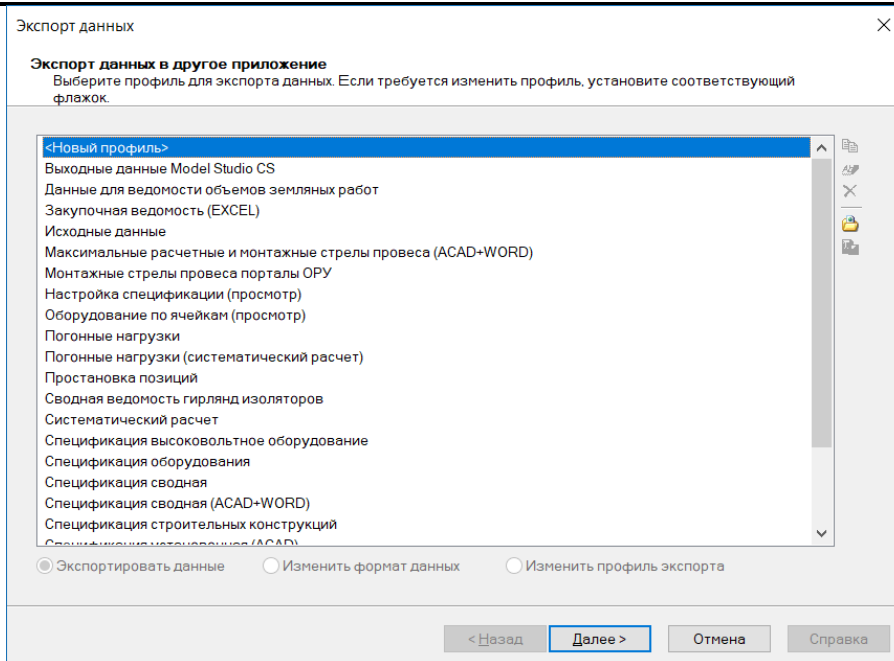 Экспорт данных
Экспорт данных в другое приложение
Выберите профиль для экспорта данных. Если требуется изменить профиль, установите соответствующий
флажок.
<Новый профиль>
Выходные данные Model Studio CS
Данные для ведомости объемов земляных работ
Закупочная ведомость (EXCEL)
Исходные данные
Максимальные расчетные и монтажные стрелы провеса (ACAD+WORD)
Монтажные стрелы провеса порталы ОРУ
Настройка спецификации (просмотр)
Оборудование по ячейкам (просмотр)
Погонные нагрузки
Погонные нагрузки (систематический расчет)
Простановка позиций
Сводная ведомость гирлянд изоляторов
Систематический расчет
Спецификация высоковольтное оборудование
Спецификация оборудования
Спецификация сводная
Спецификация сводная (ACAD+WORD)
Спецификация строительных конструкций
Спецификация установочная (ACAD)
Экспортировать данные Изменить формат данных Изменить профиль экспорта
< Назад Далее > Отмена Справка